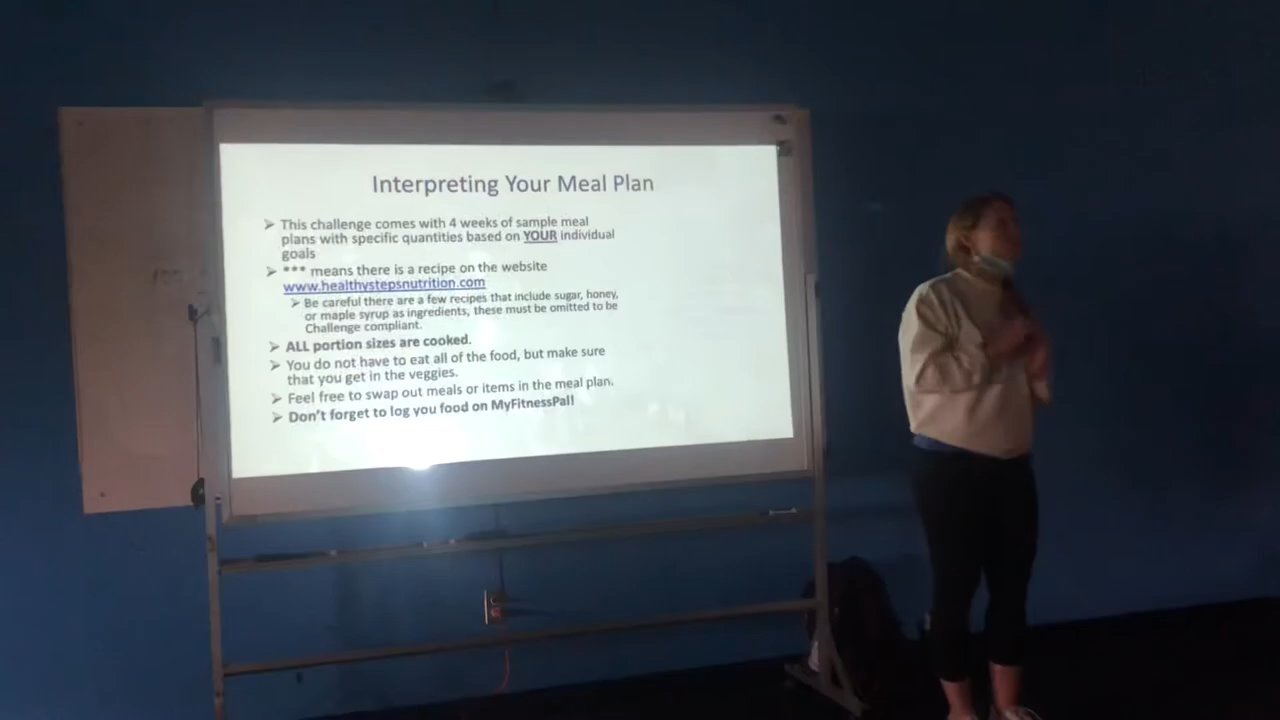 Interpreting Your Meal Plan
➤ This challenge comes with 4 weeks of sample meal
plans with specific quantities based on YOUR individual
goals
➤ *** means there is a recipe on the website
www.healthystepsnutrition.com
➤ Be careful there are a few recipes that include sugar, honey,
or maple syrup as ingredients, these must be omitted to be
Challenge compliant.
➤ ALL portion sizes are cooked.
➤ You do not have to eat all of the food, but make sure
that you get in the veggies.
➤ Feel free to swap out meals or items in the meal plan.
➤ Don't forget to log you food on MyFitnessPal!